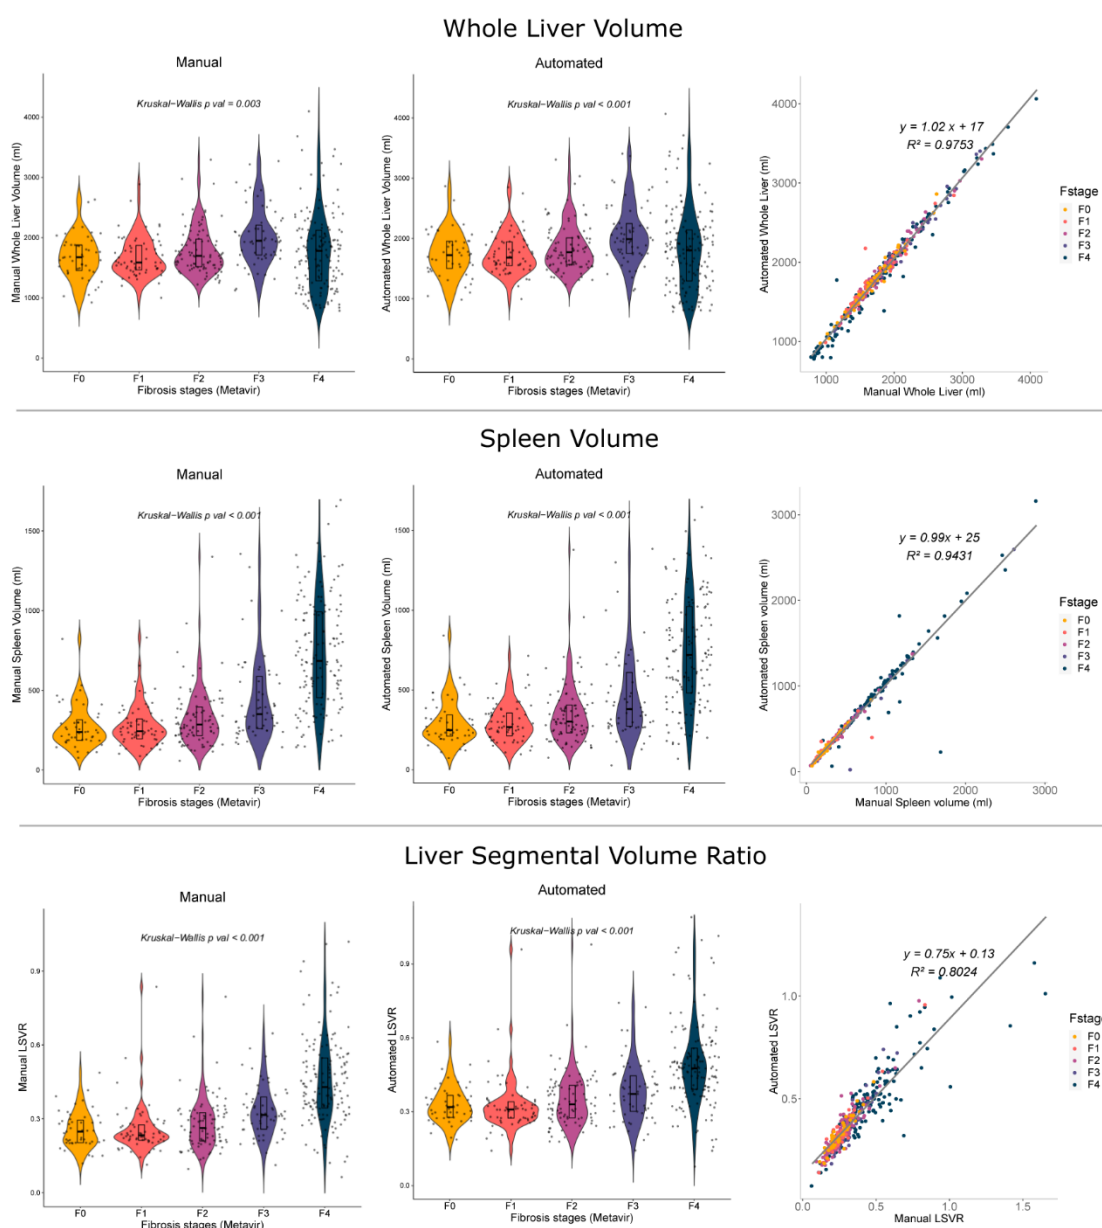 Whole Liver Volume
Manual
Kruskal−Wallis p val = 0.003
Manual Whole Liver Volume (ml)
4000
3000
2000
1000
0
F0 F1 F2 F3 F4
Fibrosis stages (Metavir)
Automated
Kruskal−Wallis p val < 0.001
Automated Whole Liver Volume (ml)
4000
3000
2000
1000
0
F0 F1 F2 F3 F4
Fibrosis stages (Metavir)
y = 1.02 x + 17
R² = 0.9753
Automated Whole Liver (ml)
4000
3000
2000
1000
1000 2000 3000 4000
Manual Whole Liver (ml)
Fstage
F0
F1
F2
F3
F4
Spleen Volume
Manual
Kruskal−Wallis p val < 0.001
Manual Spleen Volume (ml)
1500
1000
500
0
F0 F1 F2 F3 F4
Fibrosis stages (Metavir)
Automated
Kruskal−Wallis p val < 0.001
Automated Spleen Volume (ml)
1500
1000
500
0
F0 F1 F2 F3 F4
Fibrosis stages (Metavir)
y = 0.99x + 25
R² = 0.9431
Automated Spleen volume (ml)
3000
2000
1000
0
0 1000 2000 3000
Manual Spleen volume (ml)
Fstage
F0
F1
F2
F3
F4
Liver Segmental Volume Ratio
Manual
Kruskal−Wallis p val < 0.001
Manual LSVR
0.9
0.6
0.3
0.0
F0 F1 F2 F3 F4
Fibrosis stages (Metavir)
Automated
Kruskal−Wallis p val < 0.001
Automated LSVR
0.9
0.6
0.3
0.0
F0 F1 F2 F3 F4
Fibrosis stages (Metavir)
y = 0.75x + 0.13
R² = 0.8024
Automated LSVR
1.0
0.5
0.0 0.5 1.0 1.5
Manual LSVR
Fstage
F0
F1
F2
F3
F4